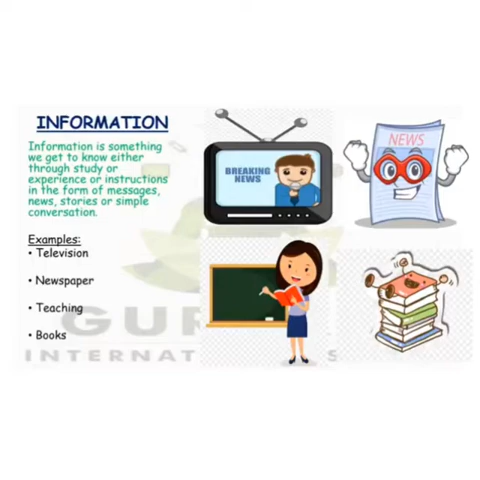 INFORMATION
Information is something
we get to know either
through study or
experience or instructions
in the form of messages,
news, stories or simple
conversation.
Examples:
• Television
• Newspaper
• Teaching
• Books
BREAKING
NEWS
NEWS